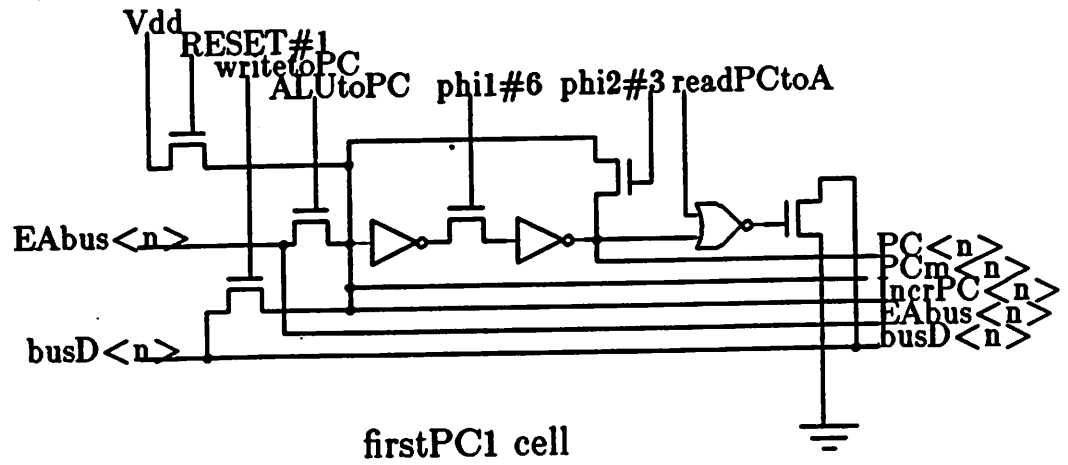 Vdd
RESET#1
writetoPC
ALUtoPC phi1#6 phi2#3 readPCtoA
EAbus<n>
PC<n>
PCm<n>
incrPC<n>
EAbus<n>
busD<n>
busD<n>
firstPC1 cell